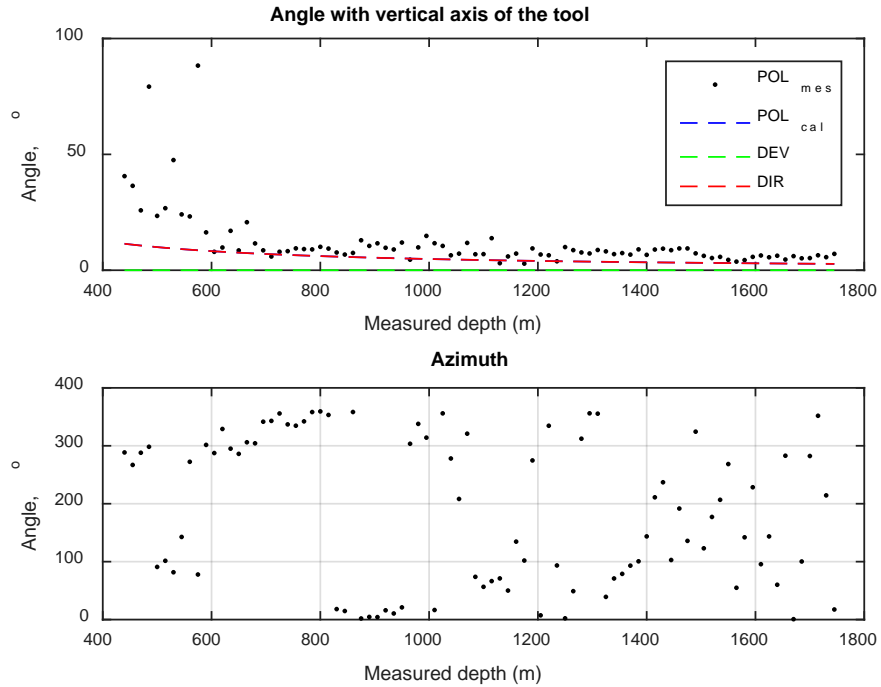 Angle with vertical axis of the tool
100
50
0
Angle, o
POL mes
POL cal
DEV
DIR
400 600 800 1000 1200 1400 1600 1800
Measured depth (m)
Azimuth
400
300
200
100
0
Angle, o
400 600 800 1000 1200 1400 1600 1800
Measured depth (m)